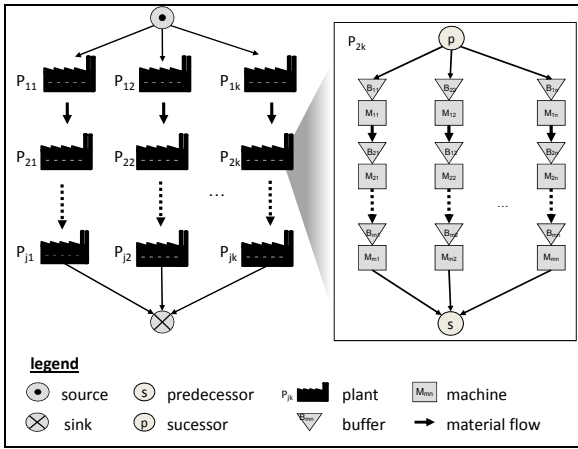 P2k
p
P11 P12 P1k
B11 B22 B1n
M11 M12 M1n
P21 P22 P2k
B21 B12 B2n
M21 M22 M2n
...
...
Pj1 Pj2 Pjk
Bm1 Bm2 Bmn
Mm1 Mm2 Mmn
s
legend
source s predecessor Pjk plant Mmn machine
sink p sucessor Bmn buffer material flow